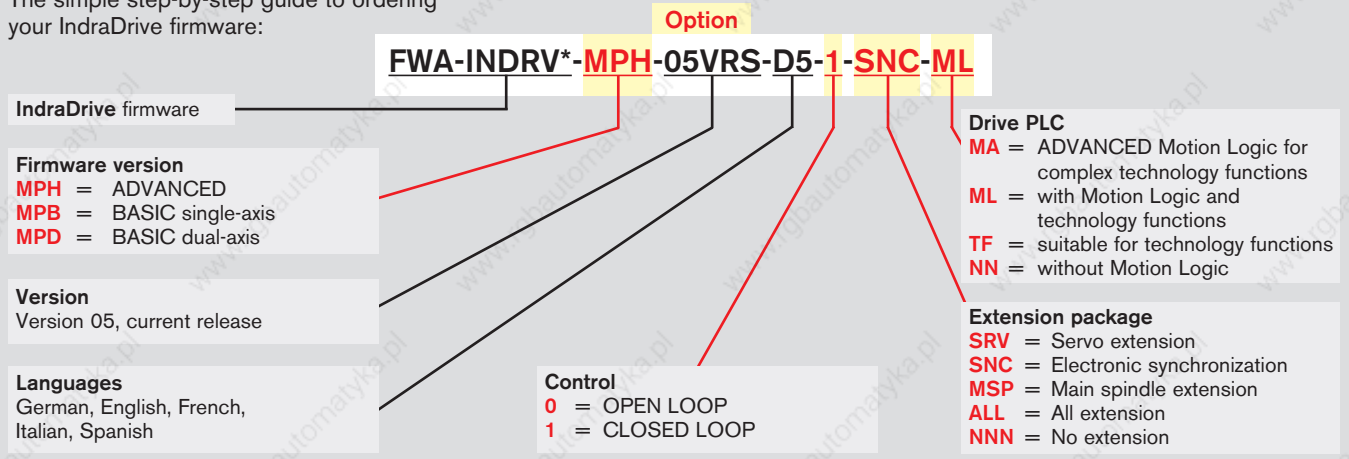 The simple step-by-step guide to ordering
your IndraDrive firmware:
Option
FWA-INDRV*-MPH-05VRS-D5-1-SNC-ML
IndraDrive firmware
Firmware version
MPH = ADVANCED
MPB = BASIC single-axis
MPD = BASIC dual-axis
Version
Version 05, current release
Languages
German, English, French,
Italian, Spanish
Control
0 = OPEN LOOP
1 = CLOSED LOOP
Drive PLC
MA = ADVANCED Motion Logic for
complex technology functions
ML = with Motion Logic and
technology functions
TF = suitable for technology functions
NN = without Motion Logic
Extension package
SRV = Servo extension
SNC = Electronic synchronization
MSP = Main spindle extension
ALL = All extension
NNN = No extension
www.rgbautomatyka.pl